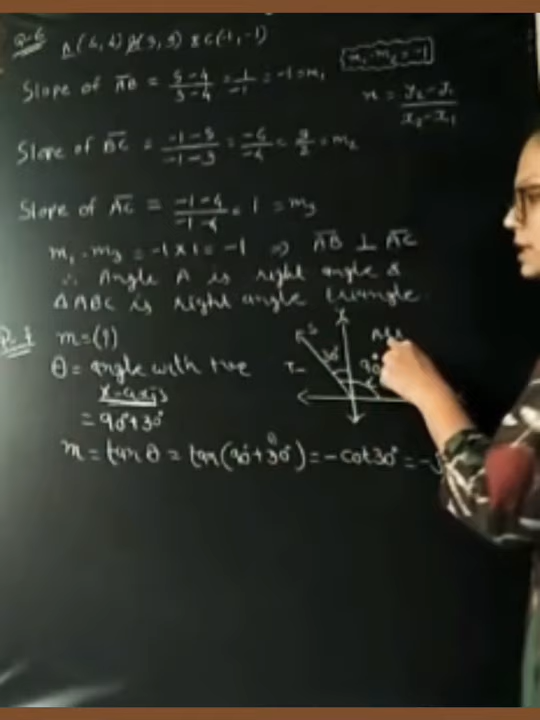 Q.6 A(4,4) B(3,5) & C(-1,-1)
m₁·m₂ = -1
Slope of AB = 5-4/3-4 = 1/-1 = -1 = m₁
= y₂-y₁/x₂-x₁
Slope of BC = -1-5/-1-3 = -6/-4 = 3/2 = m₂
Slope of AC = -1-4/-1-4 = 1 = m₃
m₁·m₃ = -1×1 = -1 ⇒ AB ⊥ AC
∴ Angle A is right angle &
ΔABC is right angle triangle.
m=(?)
θ = angle with +ve
x-axis
= 90°+30°
30°
90°
m = tan θ = tan(90°+30°) = -cot30° = -√